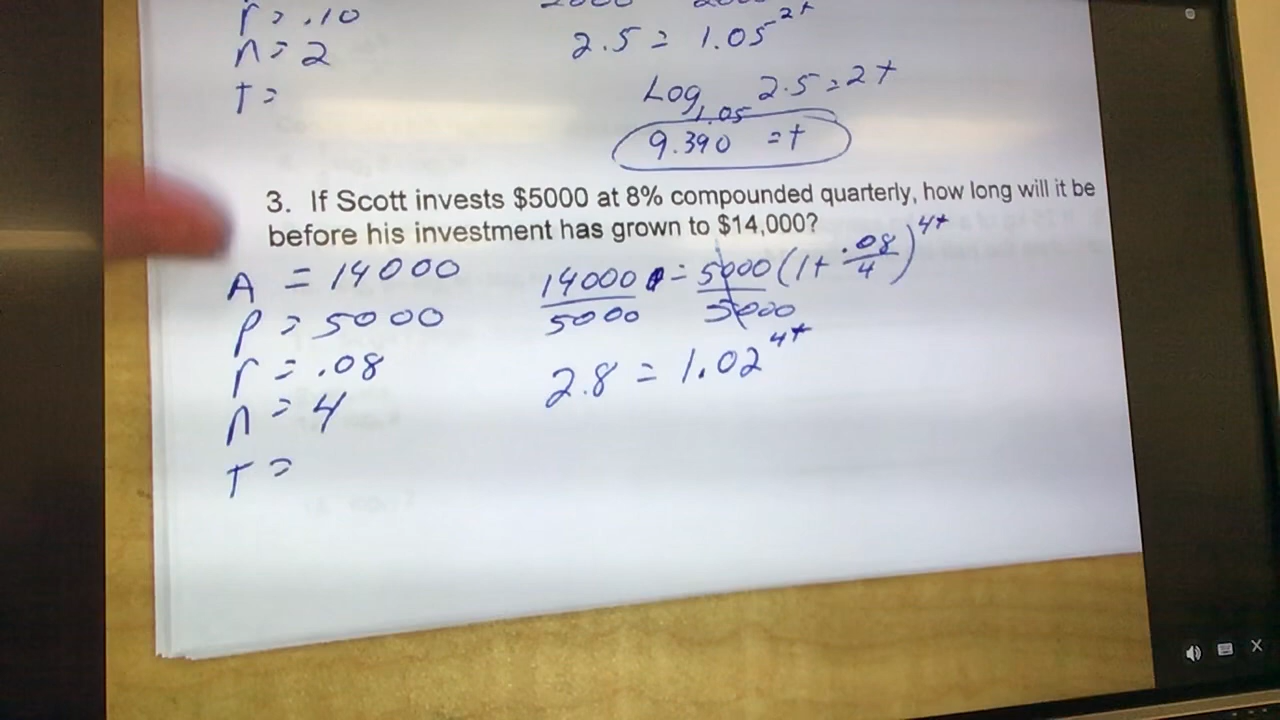 r = .10
n = 2
T =
2.5 = 1.05^2t
Log_1.05 2.5 = 2t
9.390 = t
3. If Scott invests $5000 at 8% compounded quarterly, how long will it be
before his investment has grown to $14,000?
A = 14000
P = 5000
r = .08
n = 4
T =
14000/5000 = 5000/5000 (1 + .08/4)^4t
2.8 = 1.02^4t